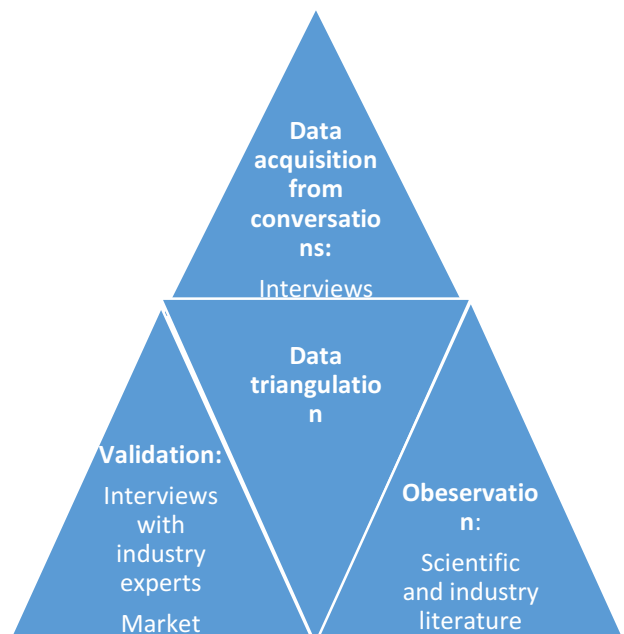 Data
acquisition
from
conversatio
ns:
Interviews
Data
triangulatio
n
Validation:
Interviews
with
industry
experts
Market
Obeservatio
n:
Scientific
and industry
literature